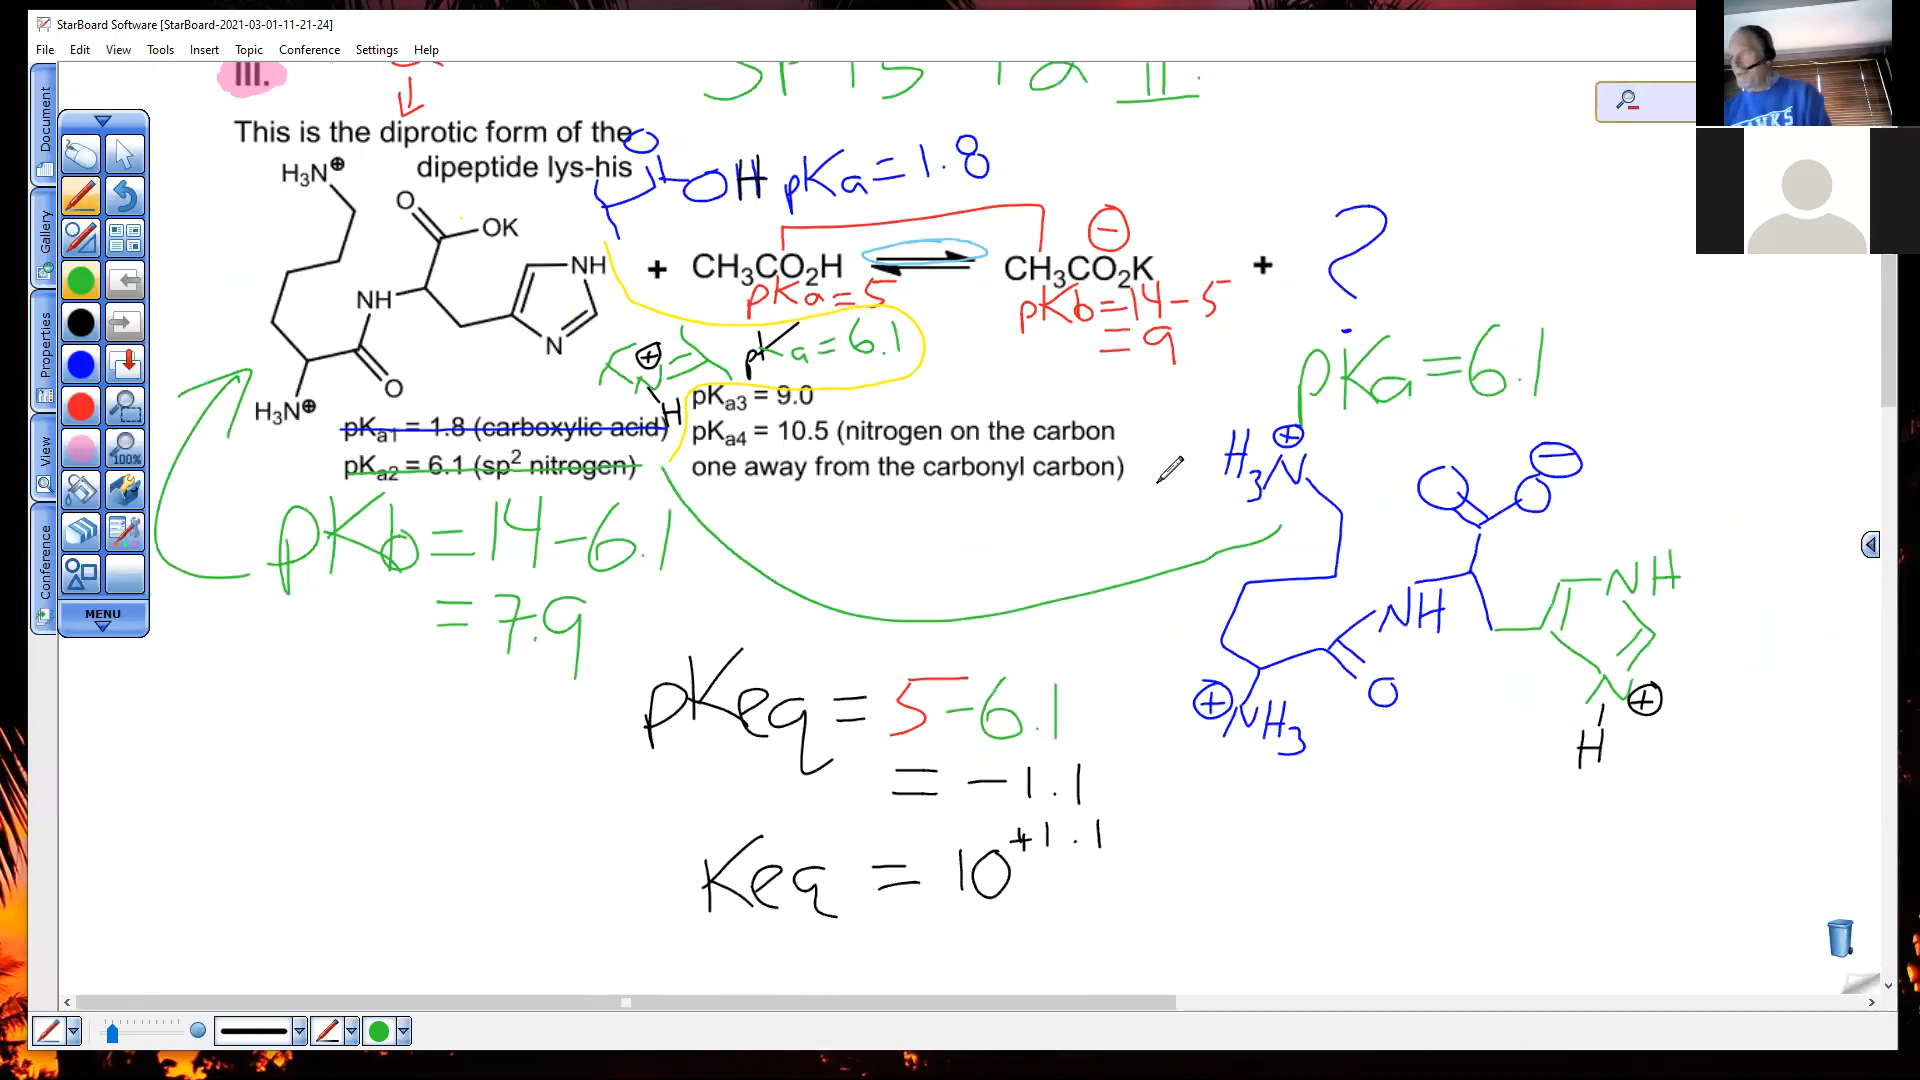 StarBoard Software [StarBoard-2021-03-01-11-21-24]
File Edit View Tools Insert Topic Conference Settings Help
Document
Gallery
Properties
View
Conference
100%
MENU
III.
II.
This is the diprotic form of the
dipeptide lys-his
H₃N⊕
O
OK
NH
NH
N
O
H₃N⊕
O
OH pKa = 1.8
+ CH₃CO₂H ⇌ CH₃CO₂K + ?
⊖
pKa = 5
pKb = 14 - 5
= 9
⊕
N
H
pKa = 6.1
pKa1 = 1.8 (carboxylic acid)
pKa2 = 6.1 (sp² nitrogen)
pKa3 = 9.0
pKa4 = 10.5 (nitrogen on the carbon
one away from the carbonyl carbon)
pKb = 14 - 6.1
= 7.9
pKeq = 5 - 6.1
= -1.1
Keq = 10⁺¹·¹
pKa = 6.1
⊕
H₃N
O
O
⊖
NH
NH
O
⊕NH₃
N⊕
H
HAWKS